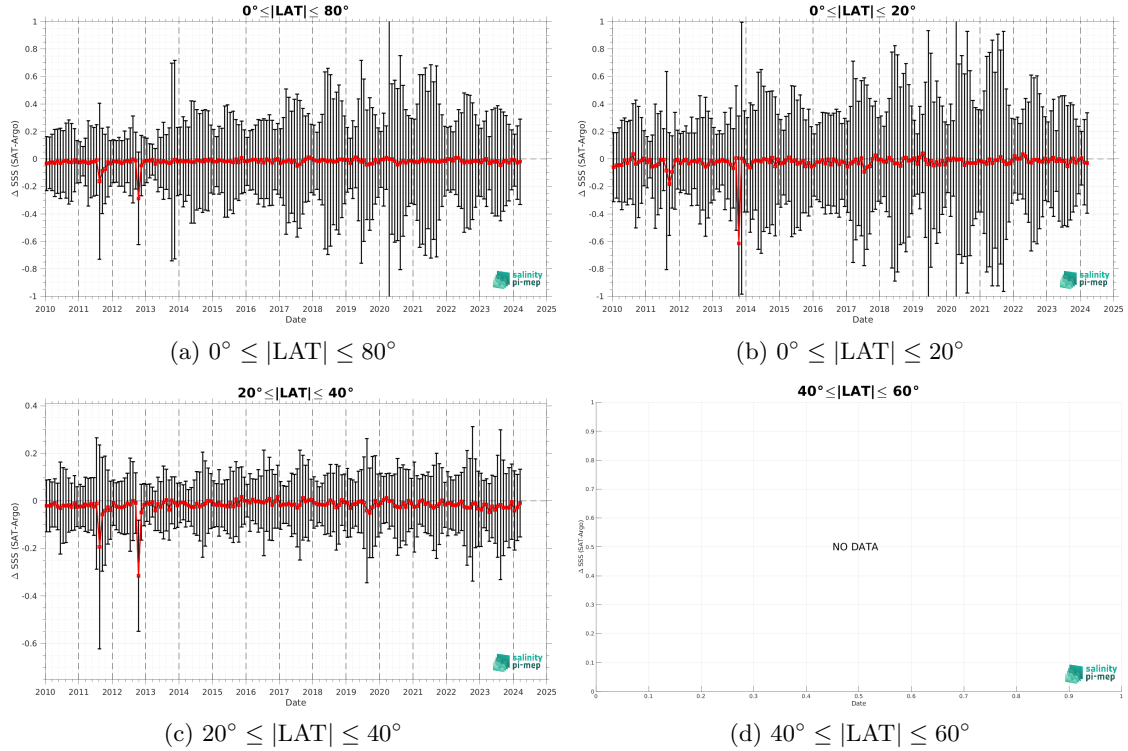 0°≤|LAT|≤ 80°
1
0.8
0.6
0.4
0.2
0
-0.2
-0.4
-0.6
-0.8
-1
Δ SSS (SAT-Argo)
2010 2011 2012 2013 2014 2015 2016 2017 2018 2019 2020 2021 2022 2023 2024 2025
Date
salinity
pi-mep
(a) 0° ≤ |LAT| ≤ 80°
0°≤|LAT|≤ 20°
1
0.8
0.6
0.4
0.2
0
-0.2
-0.4
-0.6
-0.8
-1
Δ SSS (SAT-Argo)
2010 2011 2012 2013 2014 2015 2016 2017 2018 2019 2020 2021 2022 2023 2024 2025
Date
salinity
pi-mep
(b) 0° ≤ |LAT| ≤ 20°
20°≤|LAT|≤ 40°
0.4
0.2
0
-0.2
-0.4
-0.6
Δ SSS (SAT-Argo)
2010 2011 2012 2013 2014 2015 2016 2017 2018 2019 2020 2021 2022 2023 2024 2025
Date
salinity
pi-mep
(c) 20° ≤ |LAT| ≤ 40°
40°≤|LAT|≤ 60°
1
0.9
0.8
0.7
0.6
0.5
0.4
0.3
0.2
0.1
0
Δ SSS (SAT-Argo)
NO DATA
0 0.1 0.2 0.3 0.4 0.5 0.6 0.7 0.8 0.9 1
Date
salinity
pi-mep
(d) 40° ≤ |LAT| ≤ 60°